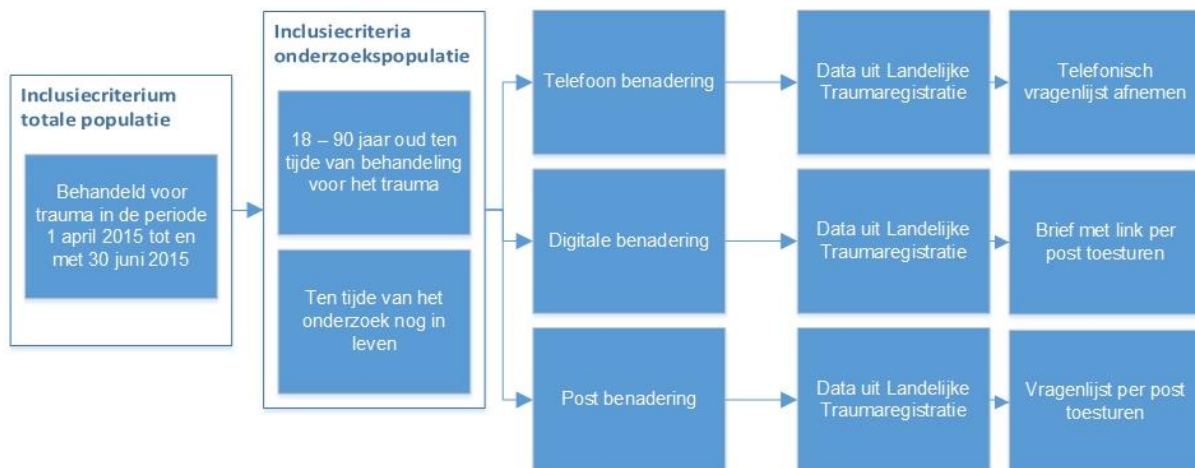 Inclusiecriterium
totale populatie
Behandeld voor
trauma in de periode
1 april 2015 tot en
met 30 juni 2015
Inclusiecriteria
onderzoekspopulatie
18 – 90 jaar oud ten
tijde van behandeling
voor het trauma
Ten tijde van het
onderzoek nog in
leven
Telefoon benadering
Data uit Landelijke
Traumaregistratie
Telefonisch
vragenlijst afnemen
Digitale benadering
Data uit Landelijke
Traumaregistratie
Brief met link per
post toesturen
Post benadering
Data uit Landelijke
Traumaregistratie
Vragenlijst per post
toesturen